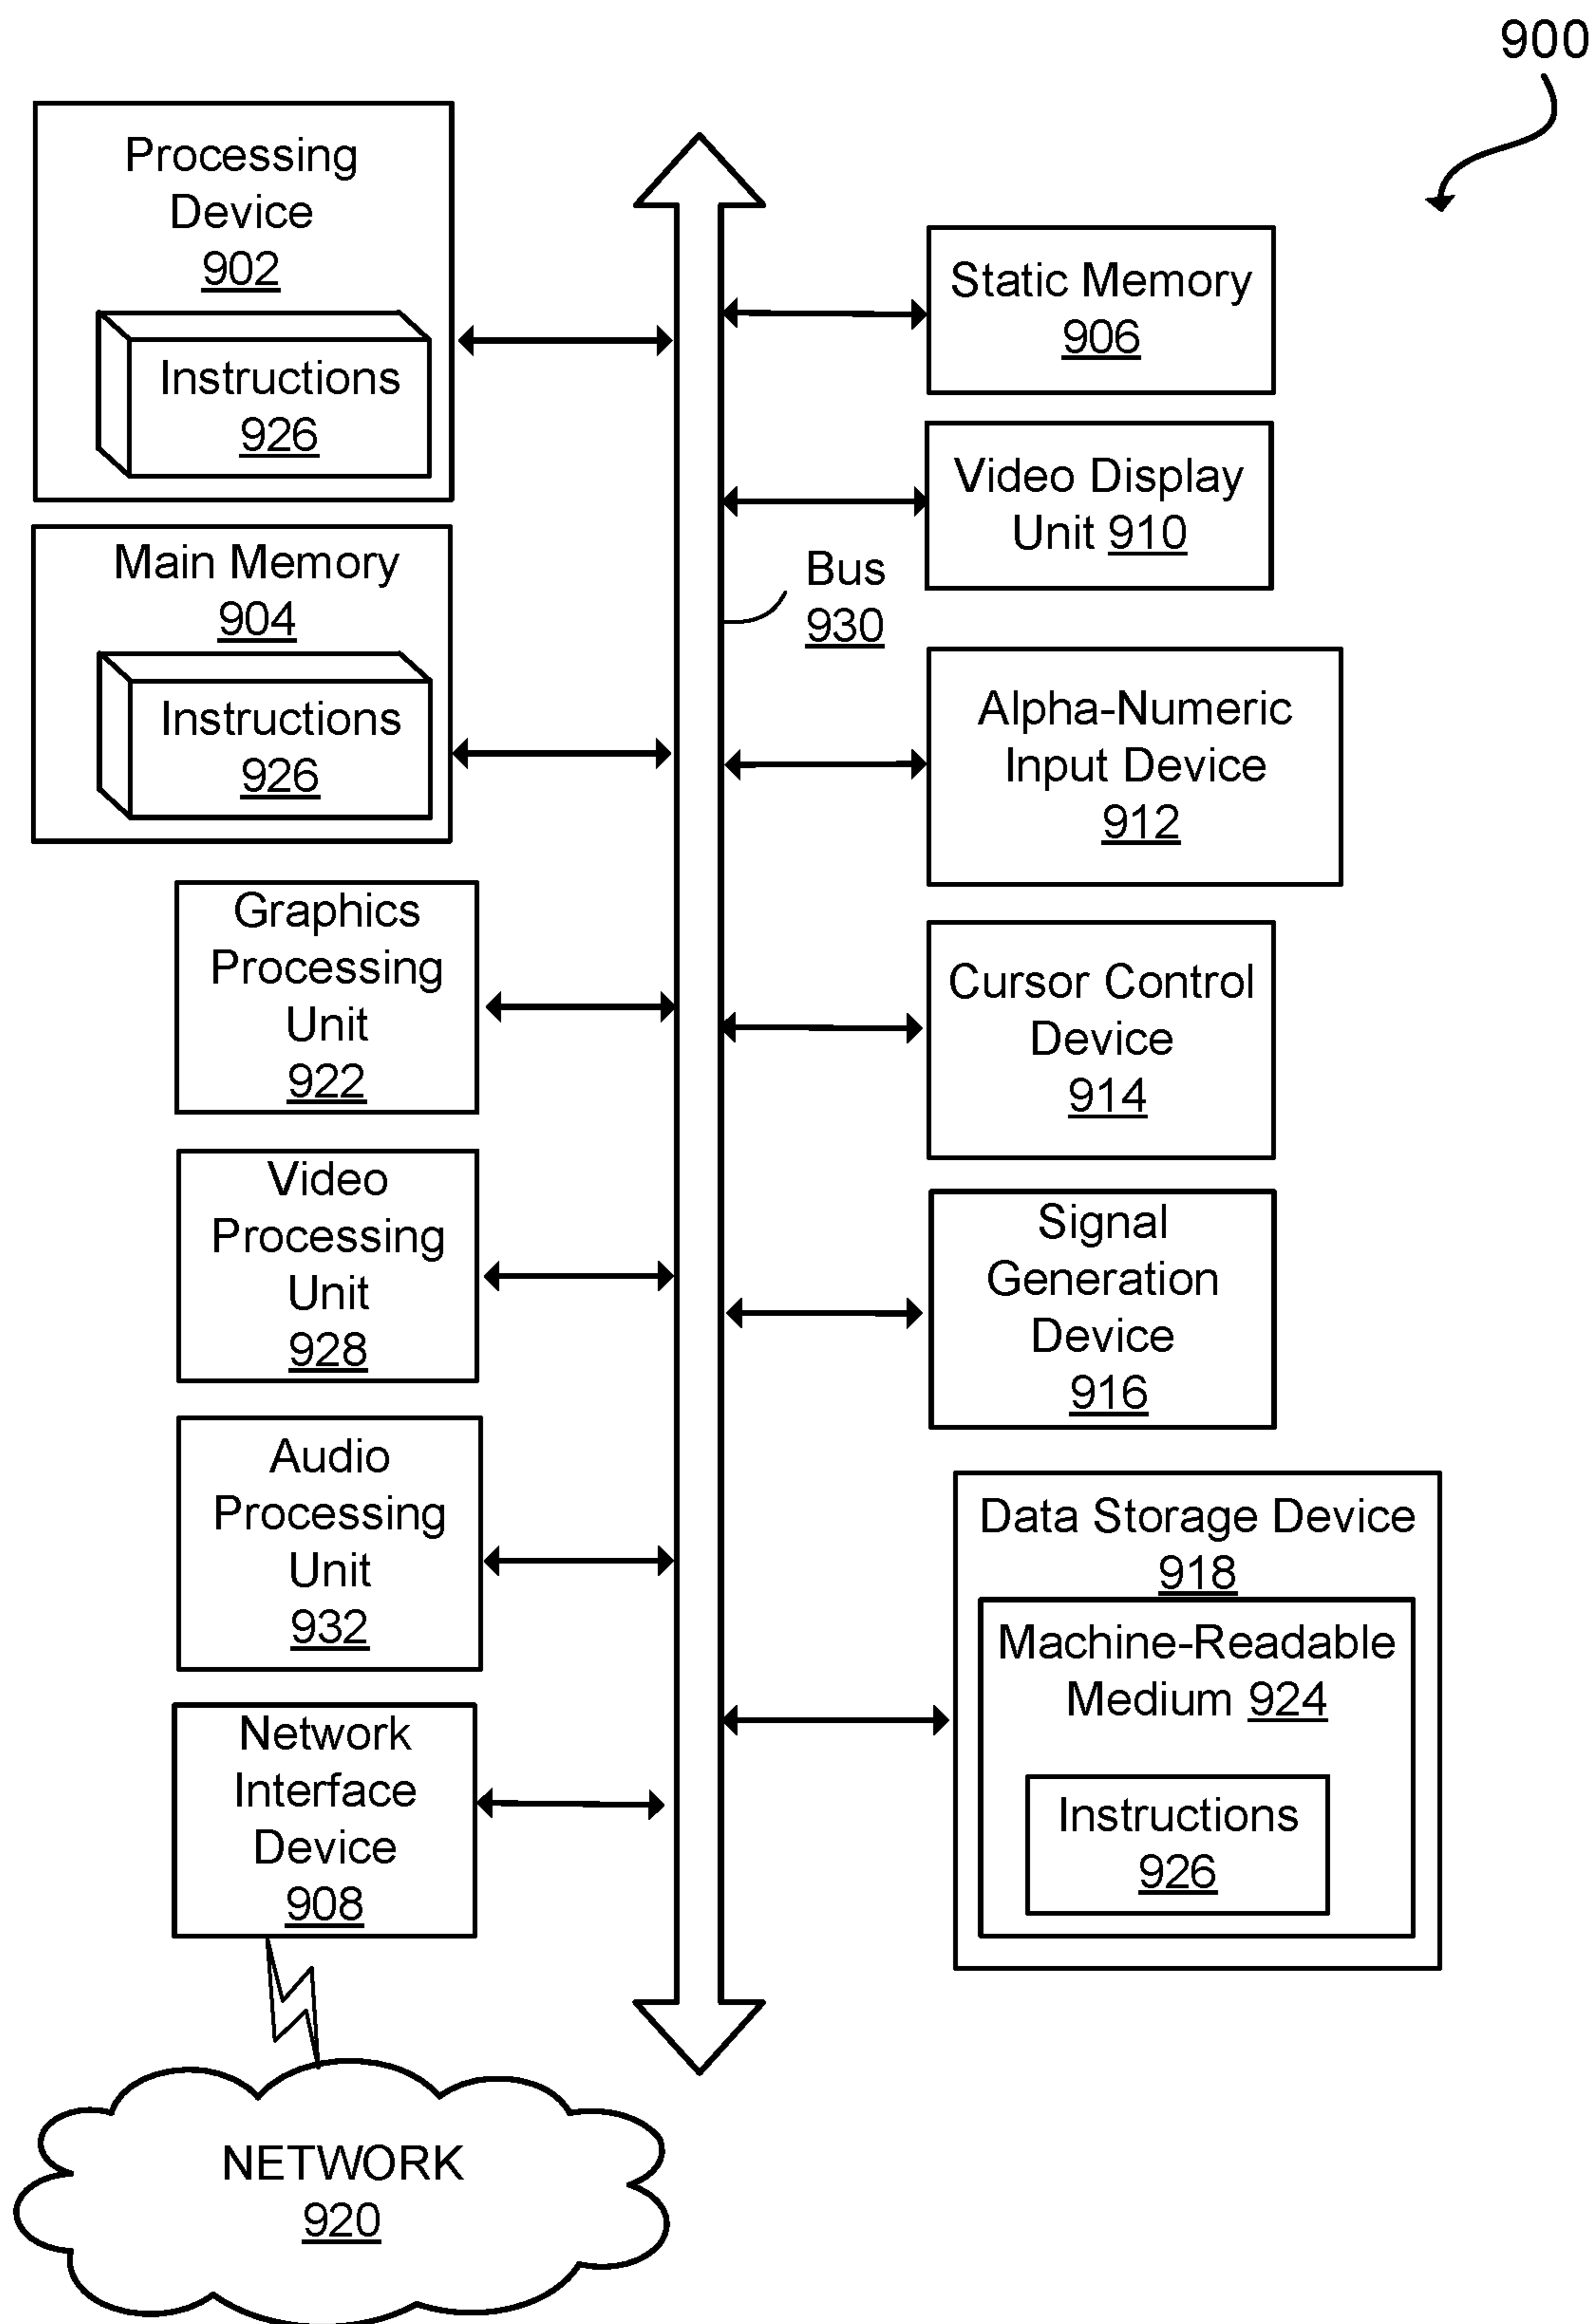 900
Processing
Device
902
Instructions
926
Main Memory
904
Instructions
926
Graphics
Processing
Unit
922
Video
Processing
Unit
928
Audio
Processing
Unit
932
Network
Interface
Device
908
NETWORK
920
Bus
930
Static Memory
906
Video Display
Unit 910
Alpha-Numeric
Input Device
912
Cursor Control
Device
914
Signal
Generation
Device
916
Data Storage Device
918
Machine-Readable
Medium 924
Instructions
926